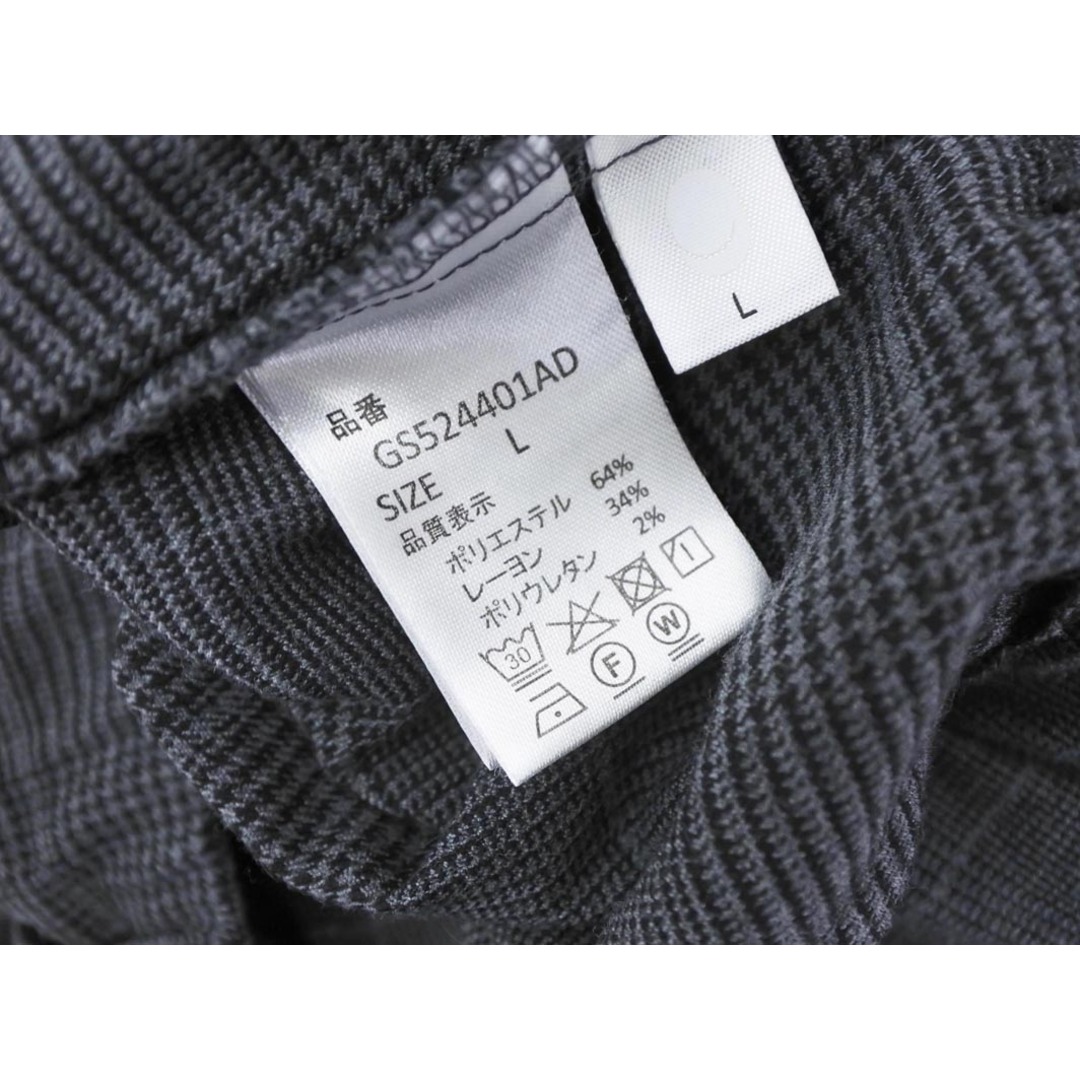 品番
GS524401AD
SIZE L
品質表示
ポリエステル 64%
レーヨン 34%
ポリウレタン 2%
30
F W
L